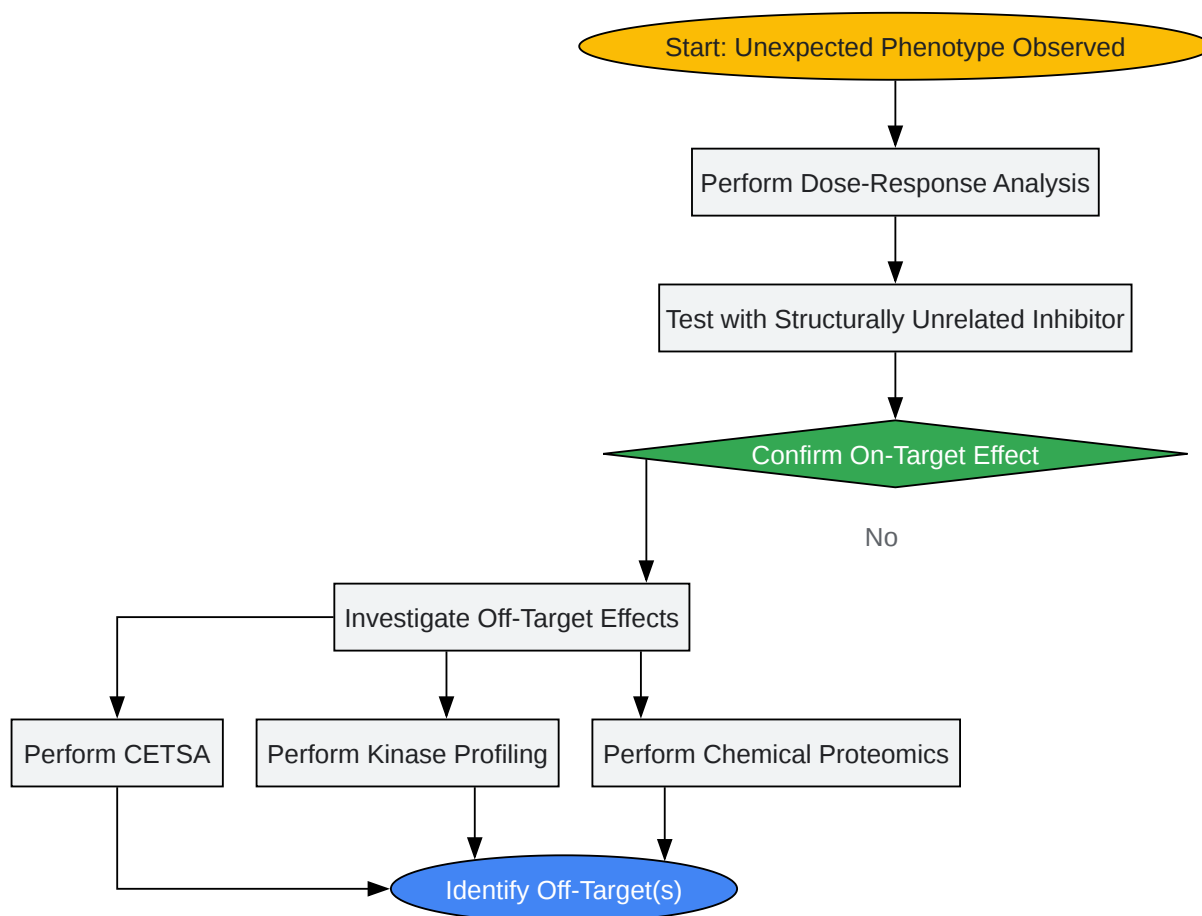 Start: Unexpected Phenotype Observed
Perform Dose-Response Analysis
Test with Structurally Unrelated Inhibitor
Confirm On-Target Effect
No
Investigate Off-Target Effects
Perform CETSA
Perform Kinase Profiling
Perform Chemical Proteomics
Identify Off-Target(s)